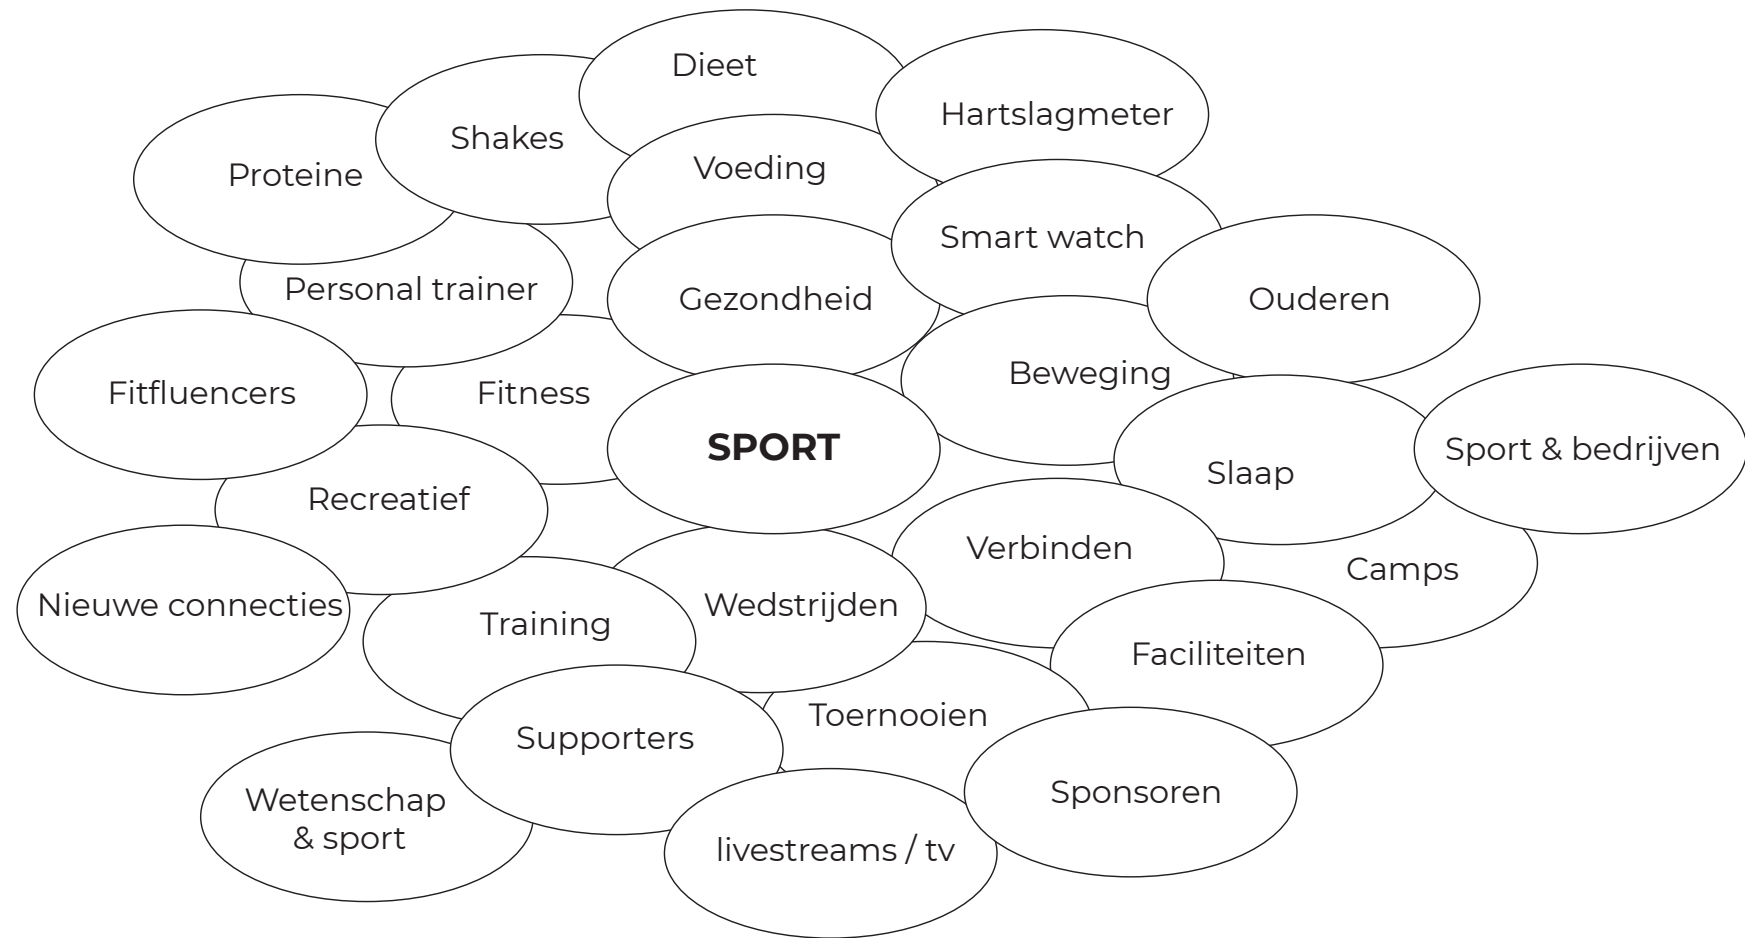 Dieet
Hartslagmeter
Shakes
Voeding
Proteine
Smart watch
Personal trainer
Gezondheid
Ouderen
Fitfluencers
Fitness
Beweging
SPORT
Sport & bedrijven
Slaap
Recreatief
Verbinden
Camps
Nieuwe connecties
Training
Wedstrijden
Faciliteiten
Supporters
Toernooien
Wetenschap
& sport
Sponsoren
livestreams / tv